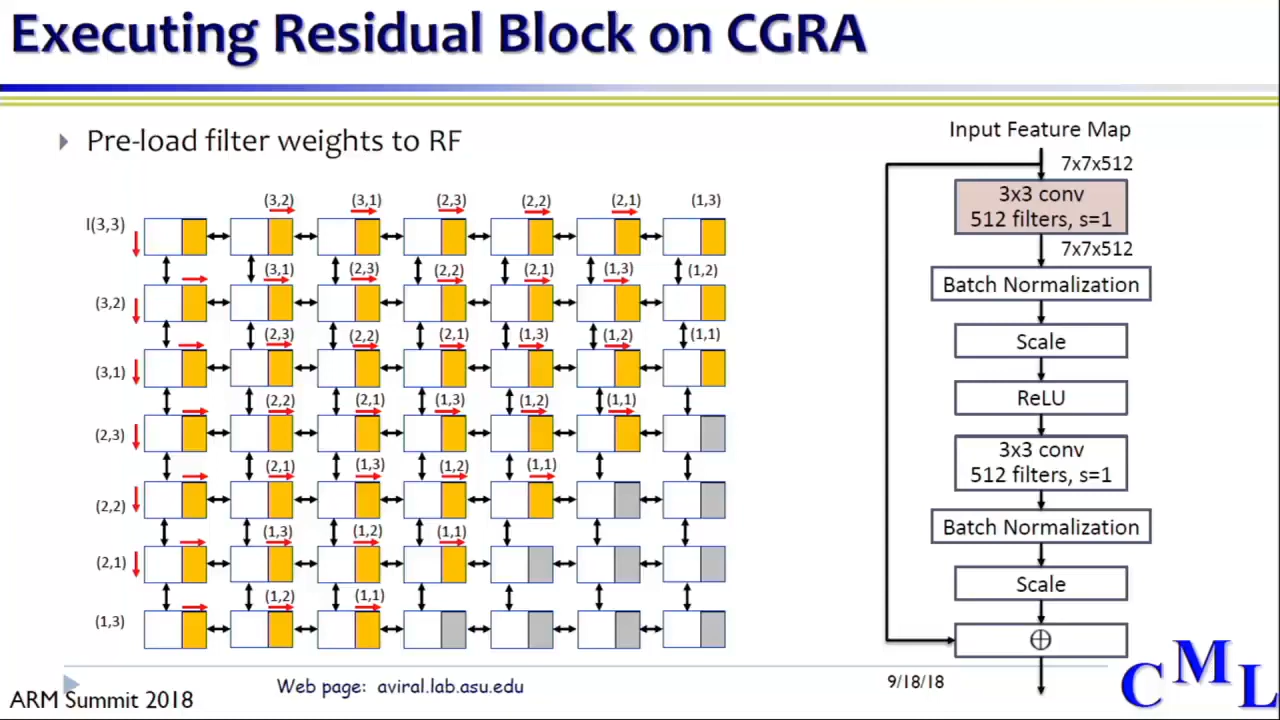 Executing Residual Block on CGRA
Pre-load filter weights to RF
(3,2) (3,1) (2,3) (2,2) (2,1) (1,3)
I(3,3)
(3,1) (2,3) (2,2) (2,1) (1,3) (1,2)
(3,2)
(2,3) (2,2) (2,1) (1,3) (1,2) (1,1)
(3,1)
(2,2) (2,1) (1,3) (1,2) (1,1)
(2,3)
(2,1) (1,3) (1,2) (1,1)
(2,2)
(1,3) (1,2) (1,1)
(2,1)
(1,2) (1,1)
(1,3)
Input Feature Map
7x7x512
3x3 conv
512 filters, s=1
7x7x512
Batch Normalization
Scale
ReLU
3x3 conv
512 filters, s=1
Batch Normalization
Scale
⊕
ARM Summit 2018
Web page: aviral.lab.asu.edu
9/18/18
CML